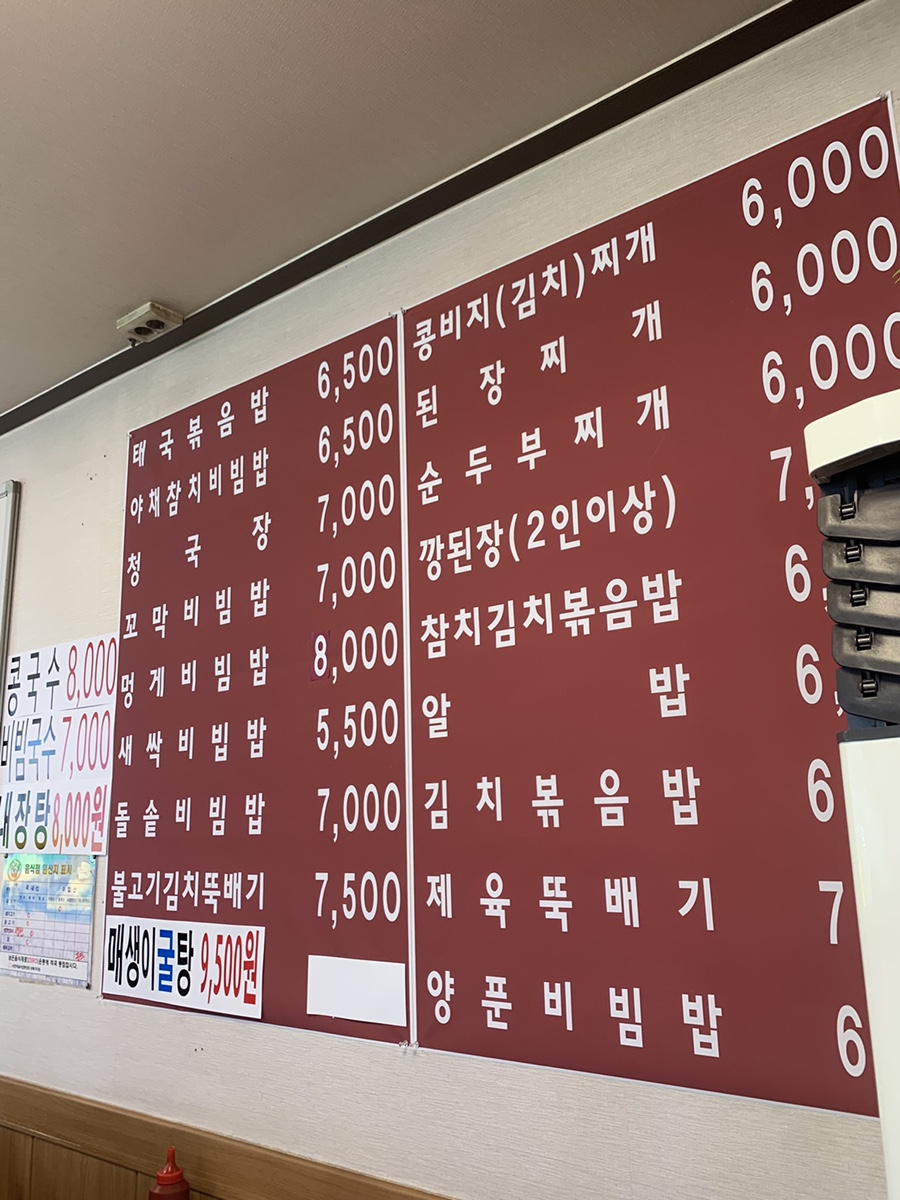 콩국수 8,000
비빔국수 7,000
내장탕 8,000원
음식점 원산지 표시
태국볶음밥 6,500
야채참치비빔밥 6,500
청국장 7,000
꼬막비빔밥 7,000
멍게비빔밥 8,000
새싹비빕밥 5,500
돌솥비빔밥 7,000
불고기김치뚝배기 7,500
매생이굴탕 9,500원
콩비지(김치)찌개 6,000
된장찌개 6,000
순두부찌개 6,000
깡된장(2인이상) 7,
참치김치볶음밥 6,
알밥 6,
김치볶음밥 6
제육뚝배기 7
양푼비빔밥 6